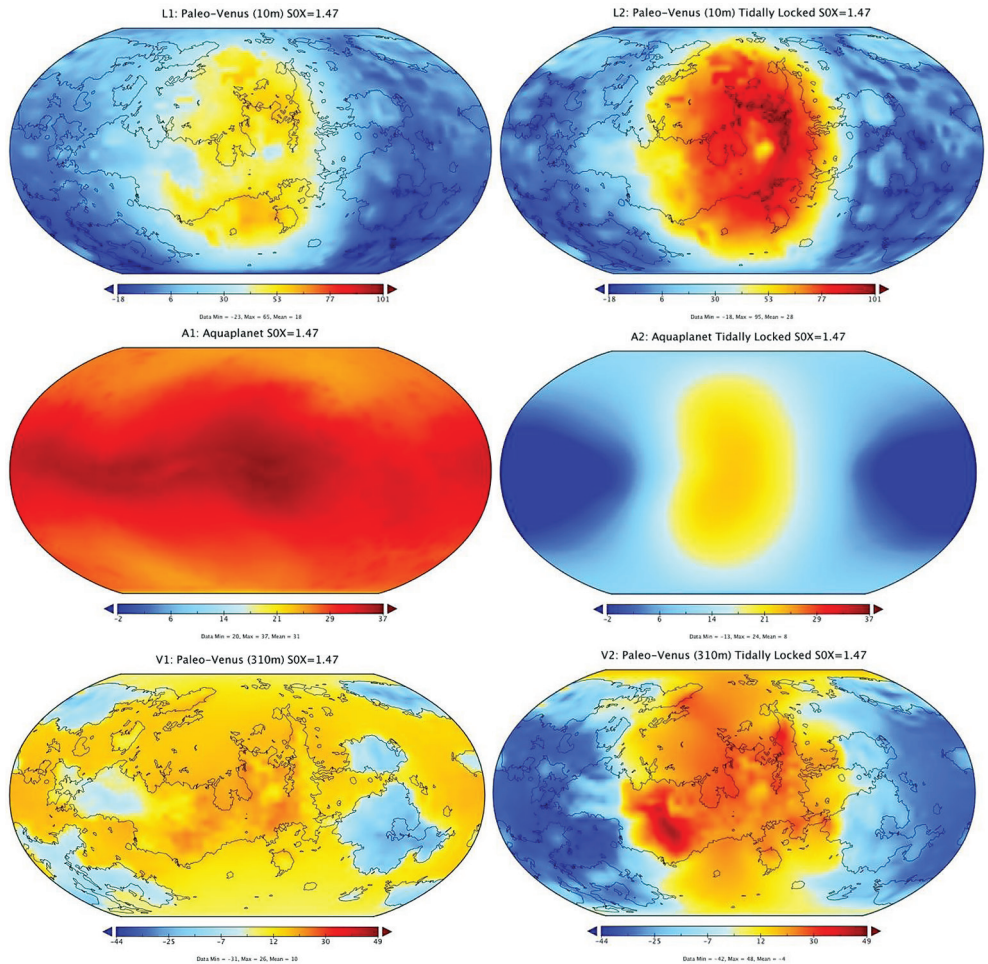 L1: Paleo-Venus (10m) S0X=1.47
L2: Paleo-Venus (10m) Tidally Locked S0X=1.47
-18 6 30 53 77 101
-18 6 30 53 77 101
Data Min = -23, Max = 65, Mean = 18
Data Min = -18, Max = 95, Mean = 28
A1: Aquaplanet S0X=1.47
A2: Aquaplanet Tidally Locked S0X=1.47
-2 6 14 21 29 37
-2 6 14 21 29 37
Data Min = 20, Max = 37, Mean = 31
Data Min = -13, Max = 24, Mean = 8
V1: Paleo-Venus (310m) S0X=1.47
V2: Paleo-Venus (310m) Tidally Locked S0X=1.47
-44 -25 -7 12 30 49
-44 -25 -7 12 30 49
Data Min = -31, Max = 26, Mean = 10
Data Min = -42, Max = 48, Mean = -4